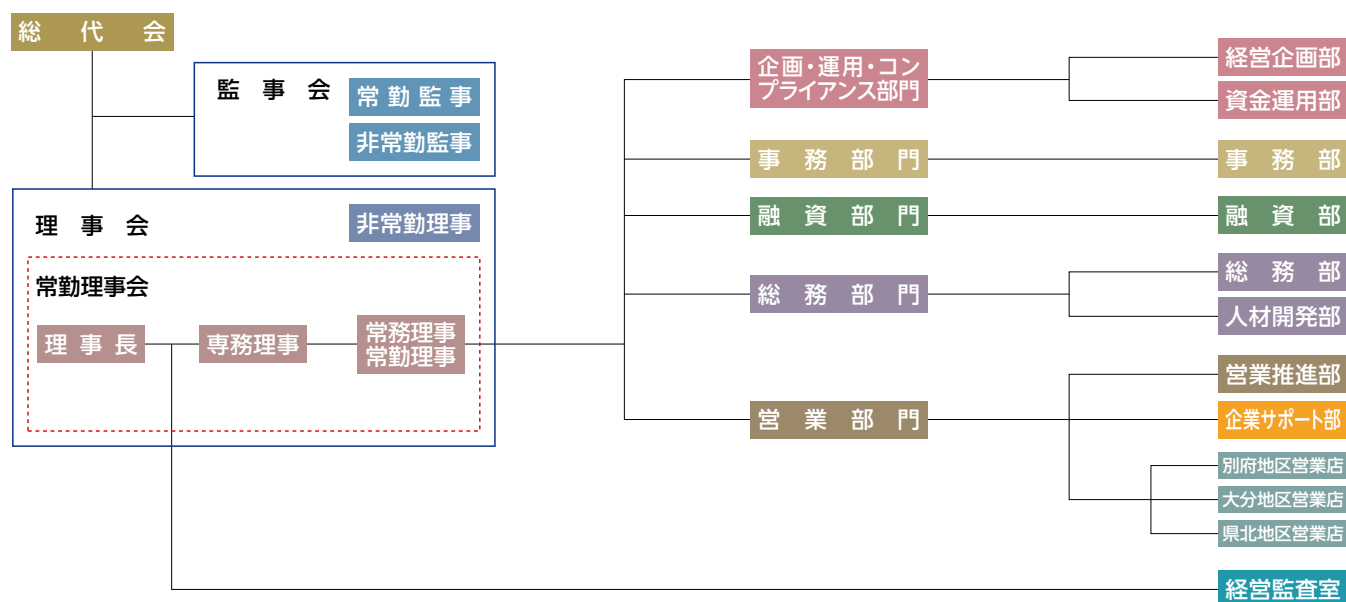 総代会
監事会
常勤監事
非常勤監事
理事会
非常勤理事
常勤理事会
理事長
専務理事
常務理事
常勤理事
企画・運用・コン
プライアンス部門
事務部門
融資部門
総務部門
営業部門
経営企画部
資金運用部
事務部
融資部
総務部
人材開発部
営業推進部
企業サポート部
別府地区営業店
大分地区営業店
県北地区営業店
経営監査室